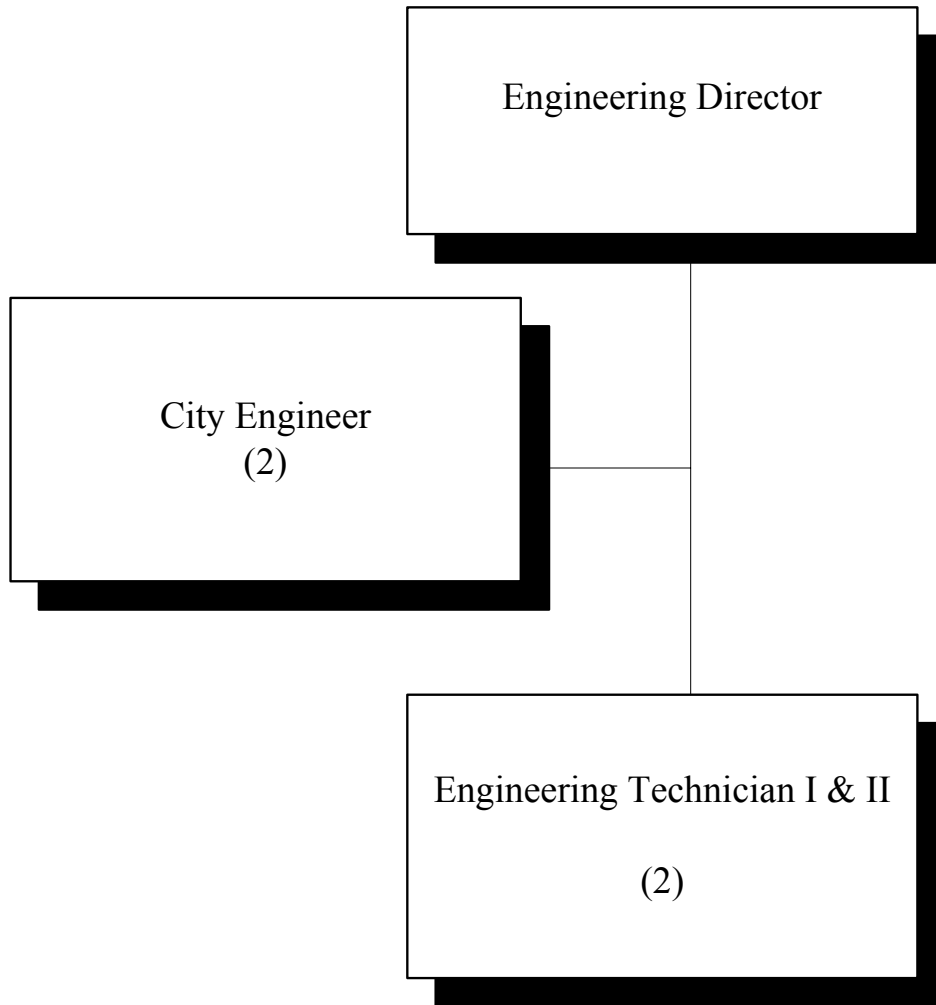 Engineering Director
City Engineer
(2)
Engineering Technician I & II
(2)